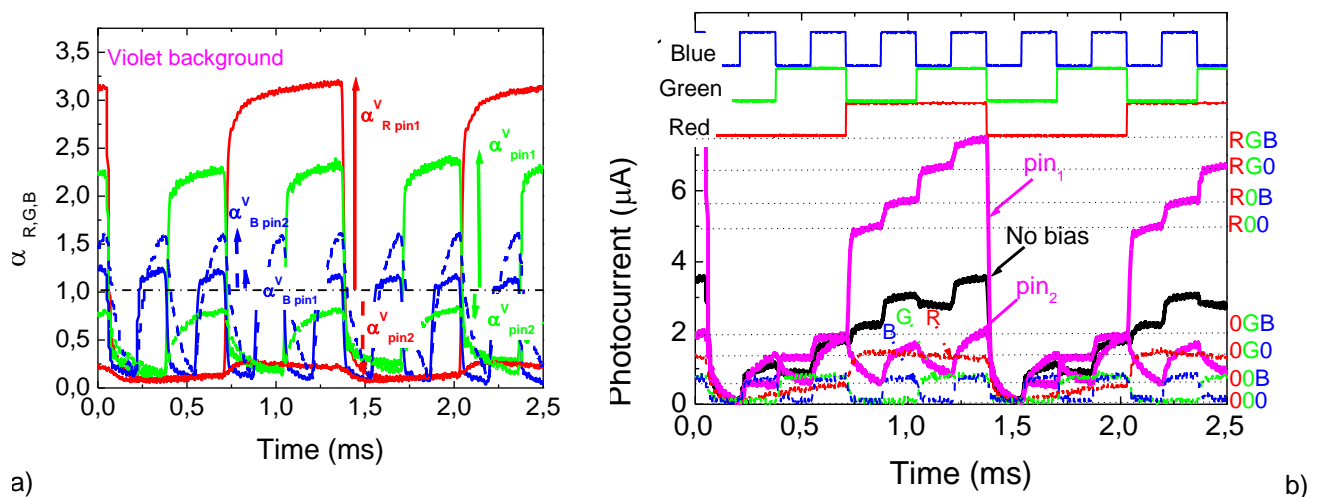 Violet background
3,5
3,0
2,5
2,0
1,5
1,0
0,5
0,0
α R,G,B
α V R pin1
α V pin1
α V B pin2
α V B pin1
α V pin2
α V pin2
0,0 0,5 1,0 1,5 2,0 2,5
Time (ms)
a)
Blue
Green
Red
6
4
2
0
Photocurrent (μA)
pin1
No bias
pin2
B
G
R
RGB
RG0
R0B
R00
0GB
0G0
00B
000
0,0 0,5 1,0 1,5 2,0 2,5
Time (ms)
b)